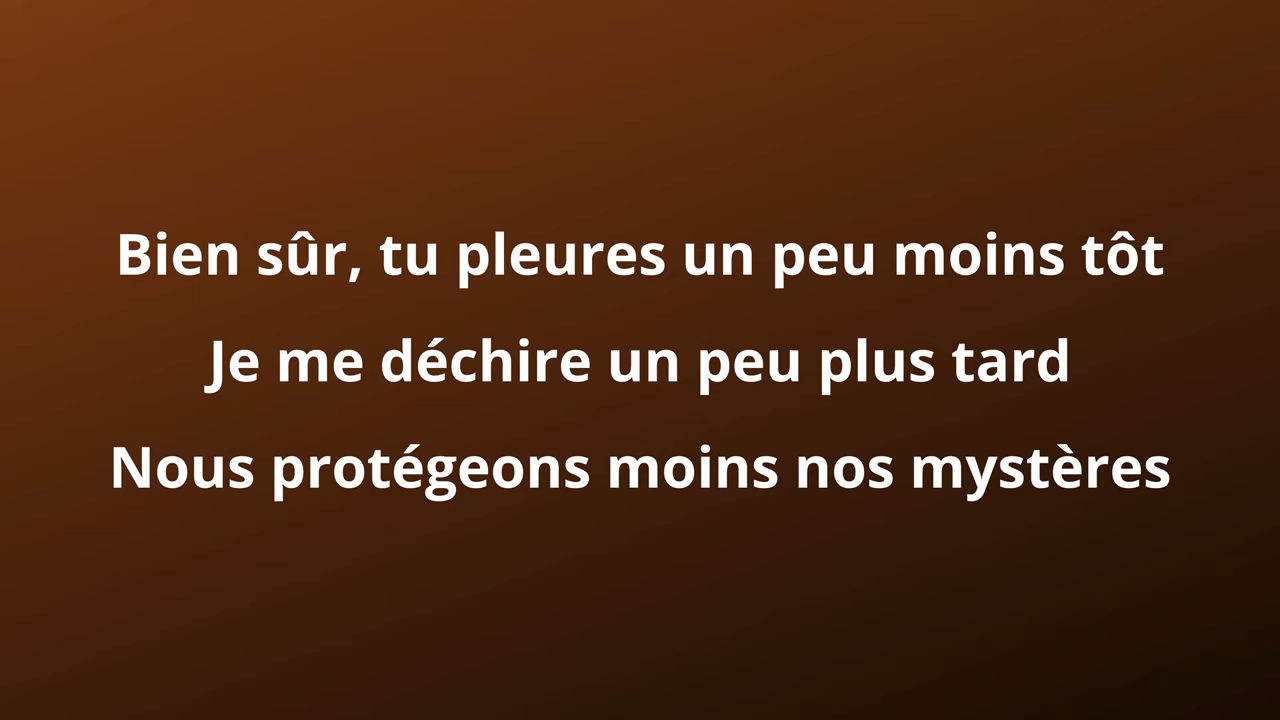 Bien sûr, tu pleures un peu moins tôt
Je me déchire un peu plus tard
Nous protégeons moins nos mystères